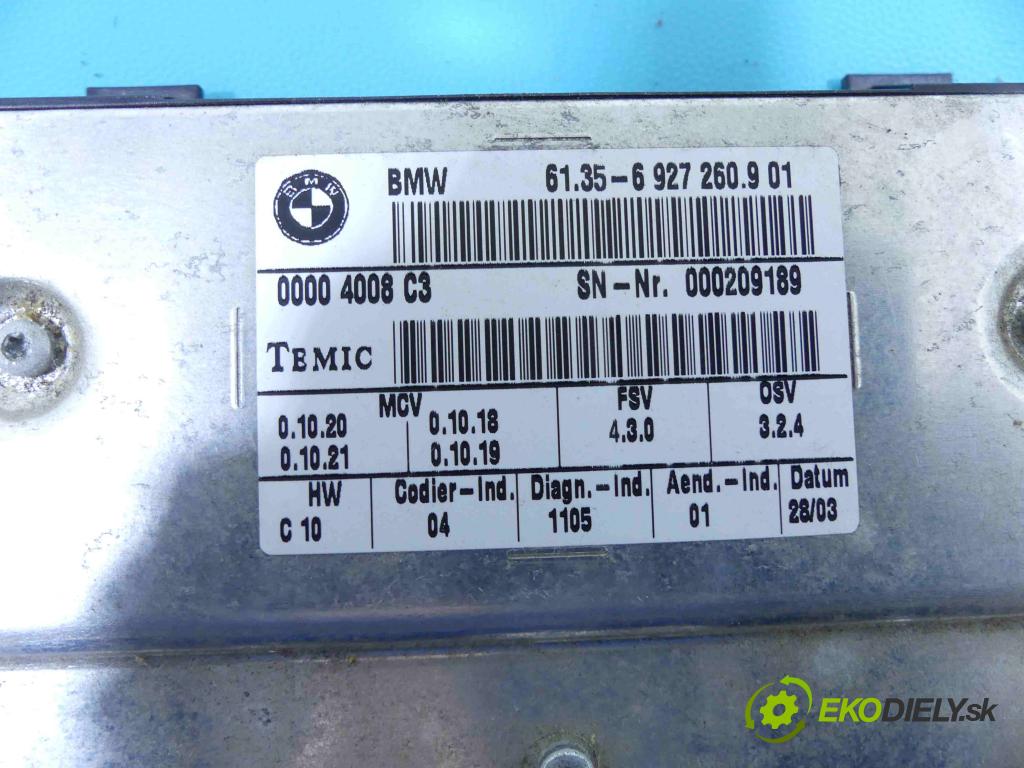 BMW 61.35-6 927 260.9 01
BMW
0000 4008 C3 SN-Nr. 000209189
TEMIC
MCV FSV OSV
0.10.20 0.10.18 4.3.0 3.2.4
0.10.21 0.10.19
HW Codier-Ind. Diagn.-Ind. Aend.-Ind. Datum
C 10 04 1105 01 28/03
EKODIELY.sk